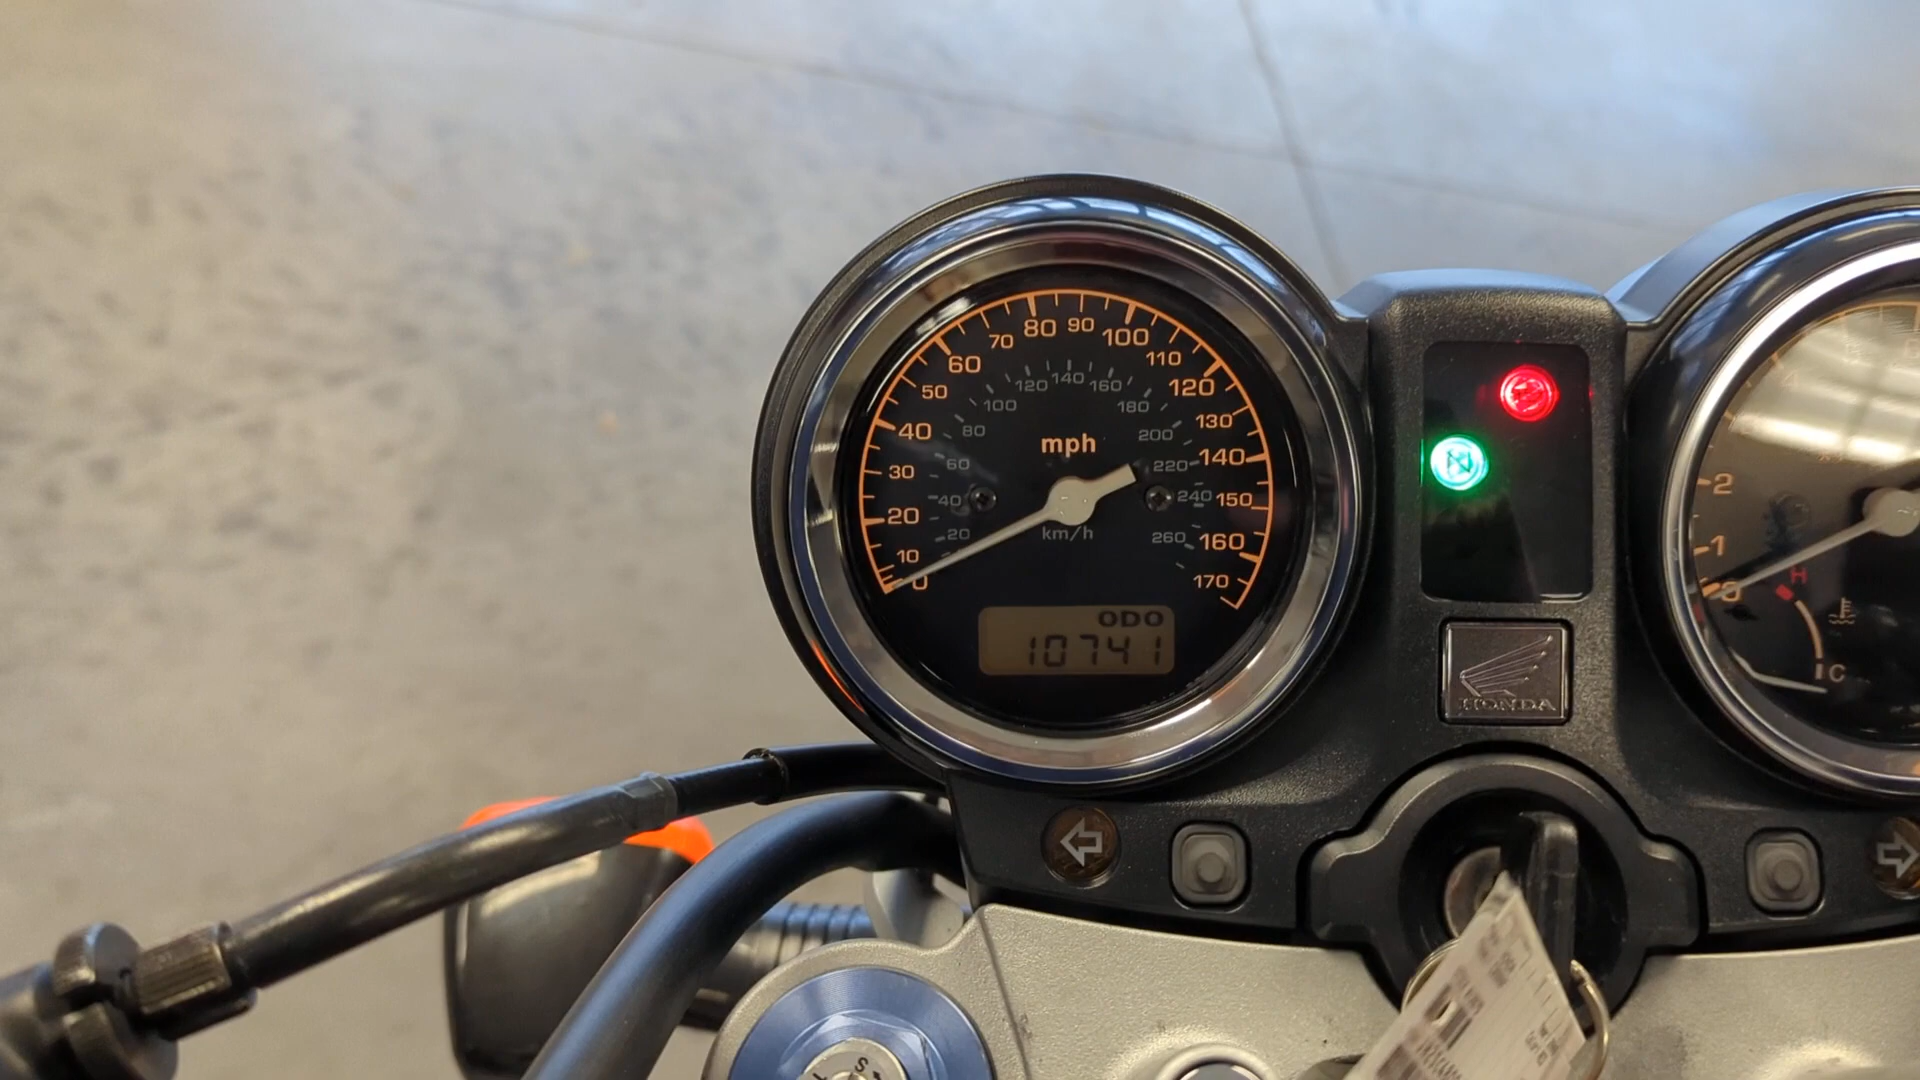 80 90 100
70 110
60 120
50 130
40 140
30 150
20 160
10 170
0
120 140 160
100 180
80 200
60 220
40 240
20 260
mph
km/h
ODO
10741
N
HONDA
2
1
0
H
C
S